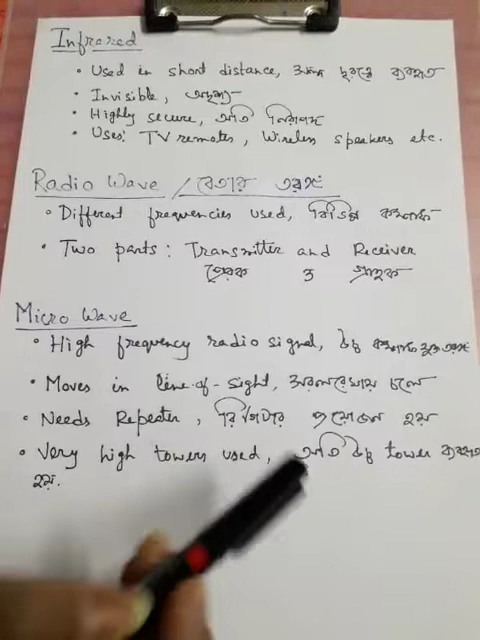 Infrared
• Used in short distance, অল্প দূরত্বে ব্যবহৃত
• Invisible, অদৃশ্য
• Highly secure, অতি নিরাপদ
• Uses: TV remotes, Wireless speakers etc.
Radio Wave / বেতার তরঙ্গ
• Different frequencies used, বিভিন্ন কম্পাঙ্ক
• Two parts: Transmitter and Receiver
প্রেরক ও গ্রাহক
Micro Wave
• High frequency radio signal, উচ্চ কম্পাঙ্ক যুক্ত তরঙ্গ
• Moves in line-of-sight, সরলরেখায় চলে
• Needs Repeater, রিপিটার প্রয়োজন হয়
• Very high towers used, অতি উচ্চ tower ব্যবহৃত
হয়.